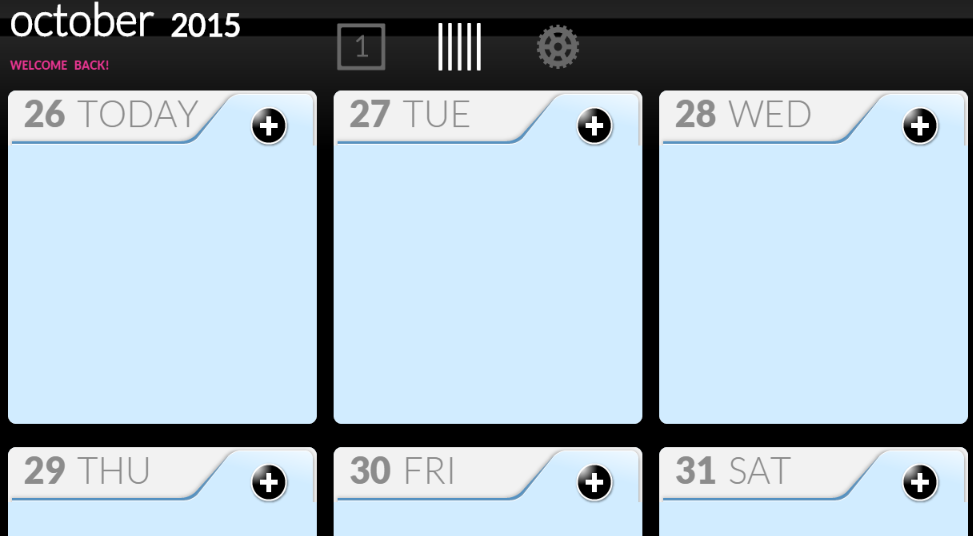 october 2015
1
WELCOME BACK!
26 TODAY
27 TUE
28 WED
29 THU
30 FRI
31 SAT